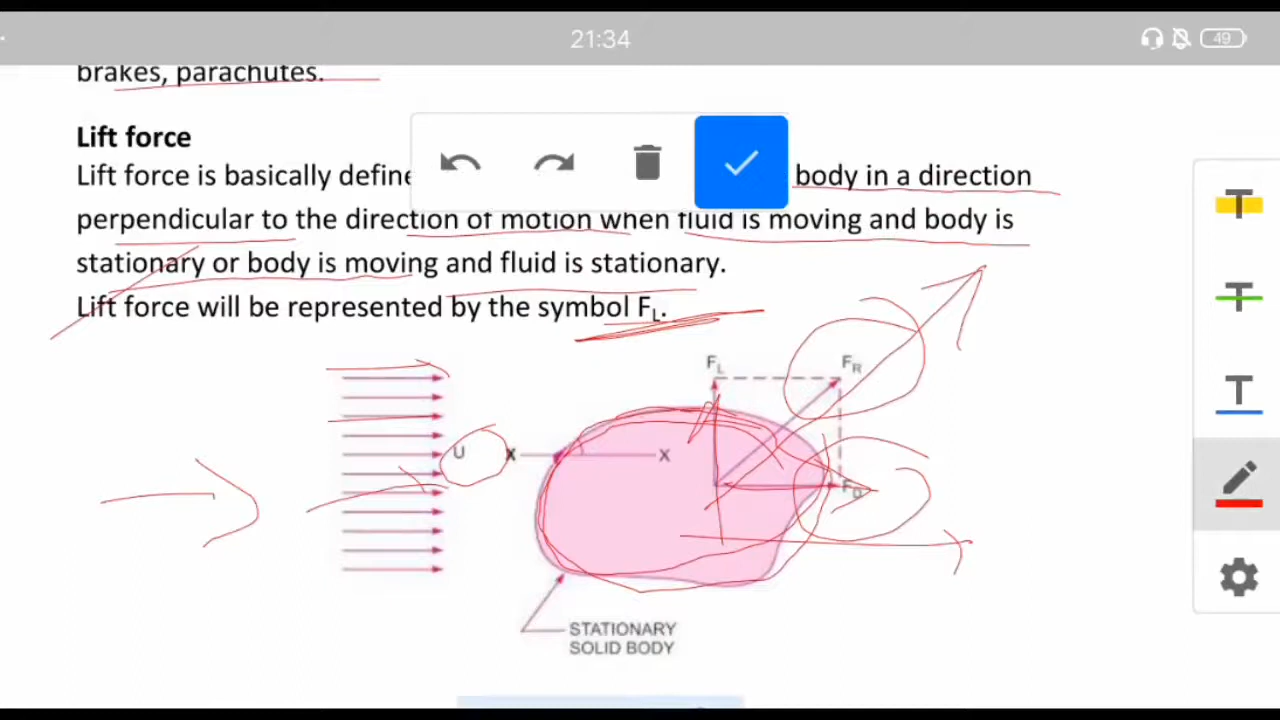 21:34
49
brakes, parachutes.
Lift force
Lift force is basically define body in a direction
perpendicular to the direction of motion when fluid is moving and body is
stationary or body is moving and fluid is stationary.
Lift force will be represented by the symbol FL.
FL FR
U X X
FD
STATIONARY
SOLID BODY
T
T
T